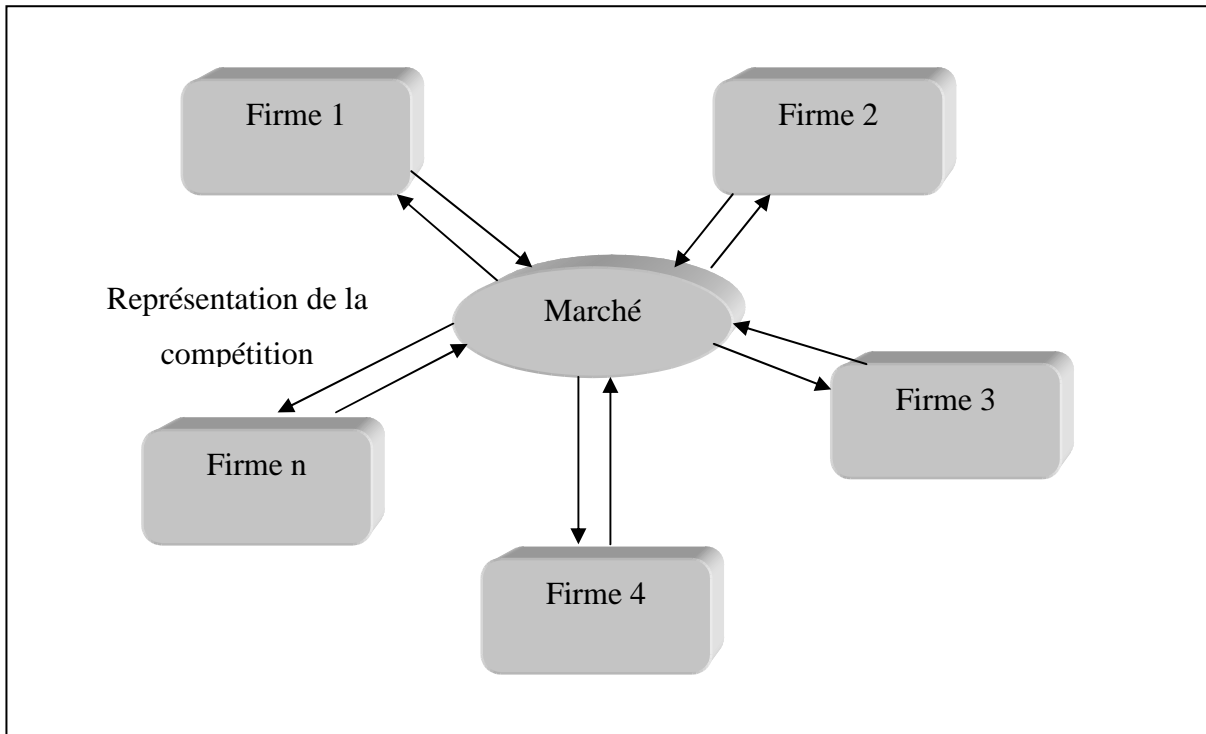 Firme 1
Firme 2
Représentation de la
compétition
Marché
Firme 3
Firme n
Firme 4